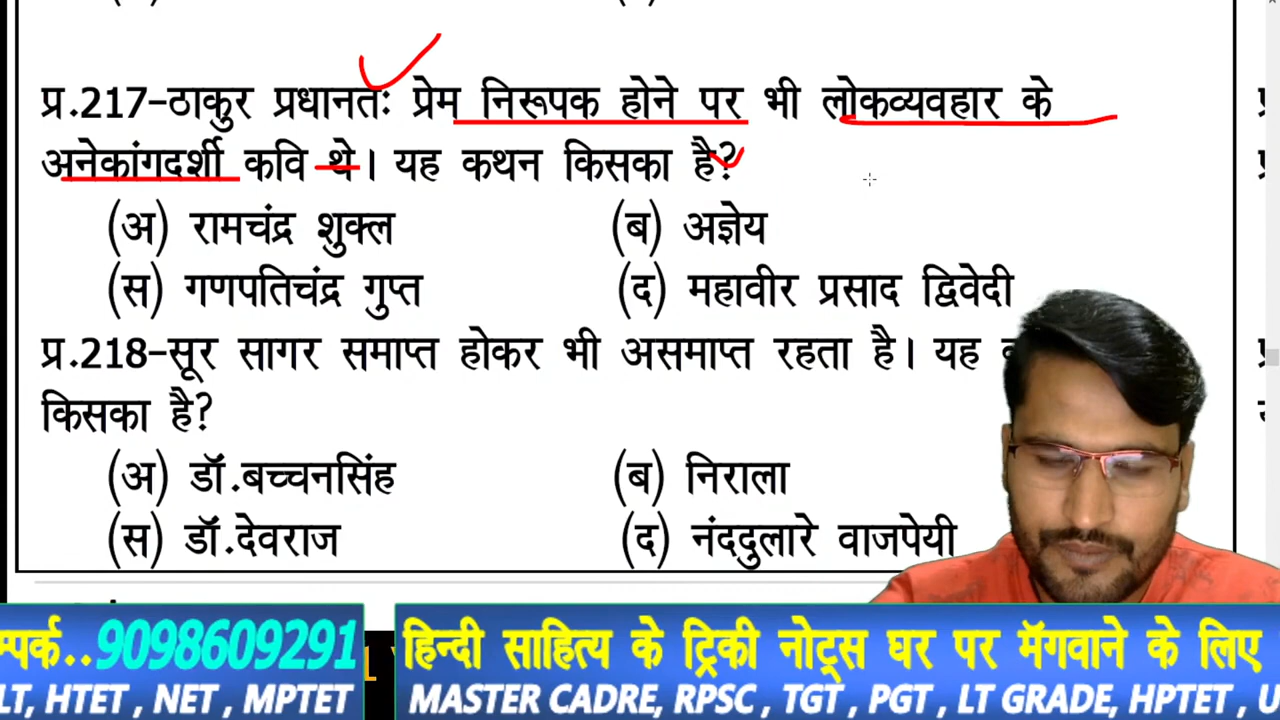 प्र.217-ठाकुर प्रधानतः प्रेम निरूपक होने पर भी लोकव्यवहार के
अनेकांगदर्शी कवि थे। यह कथन किसका है?
(अ) रामचंद्र शुक्ल (ब) अज्ञेय
(स) गणपतिचंद्र गुप्त (द) महावीर प्रसाद द्विवेदी
प्र.218-सूर सागर समाप्त होकर भी असमाप्त रहता है। यह
किसका है?
(अ) डॉ.बच्चनसिंह (ब) निराला
(स) डॉ.देवराज (द) नंददुलारे वाजपेयी
म्पर्क..9098609291 हिन्दी साहित्य के ट्रिकी नोट्स घर पर मॅगवाने के लिए
LT, HTET, NET , MPTET MASTER CADRE, RPSC , TGT , PGT , LT GRADE, HPTET , U